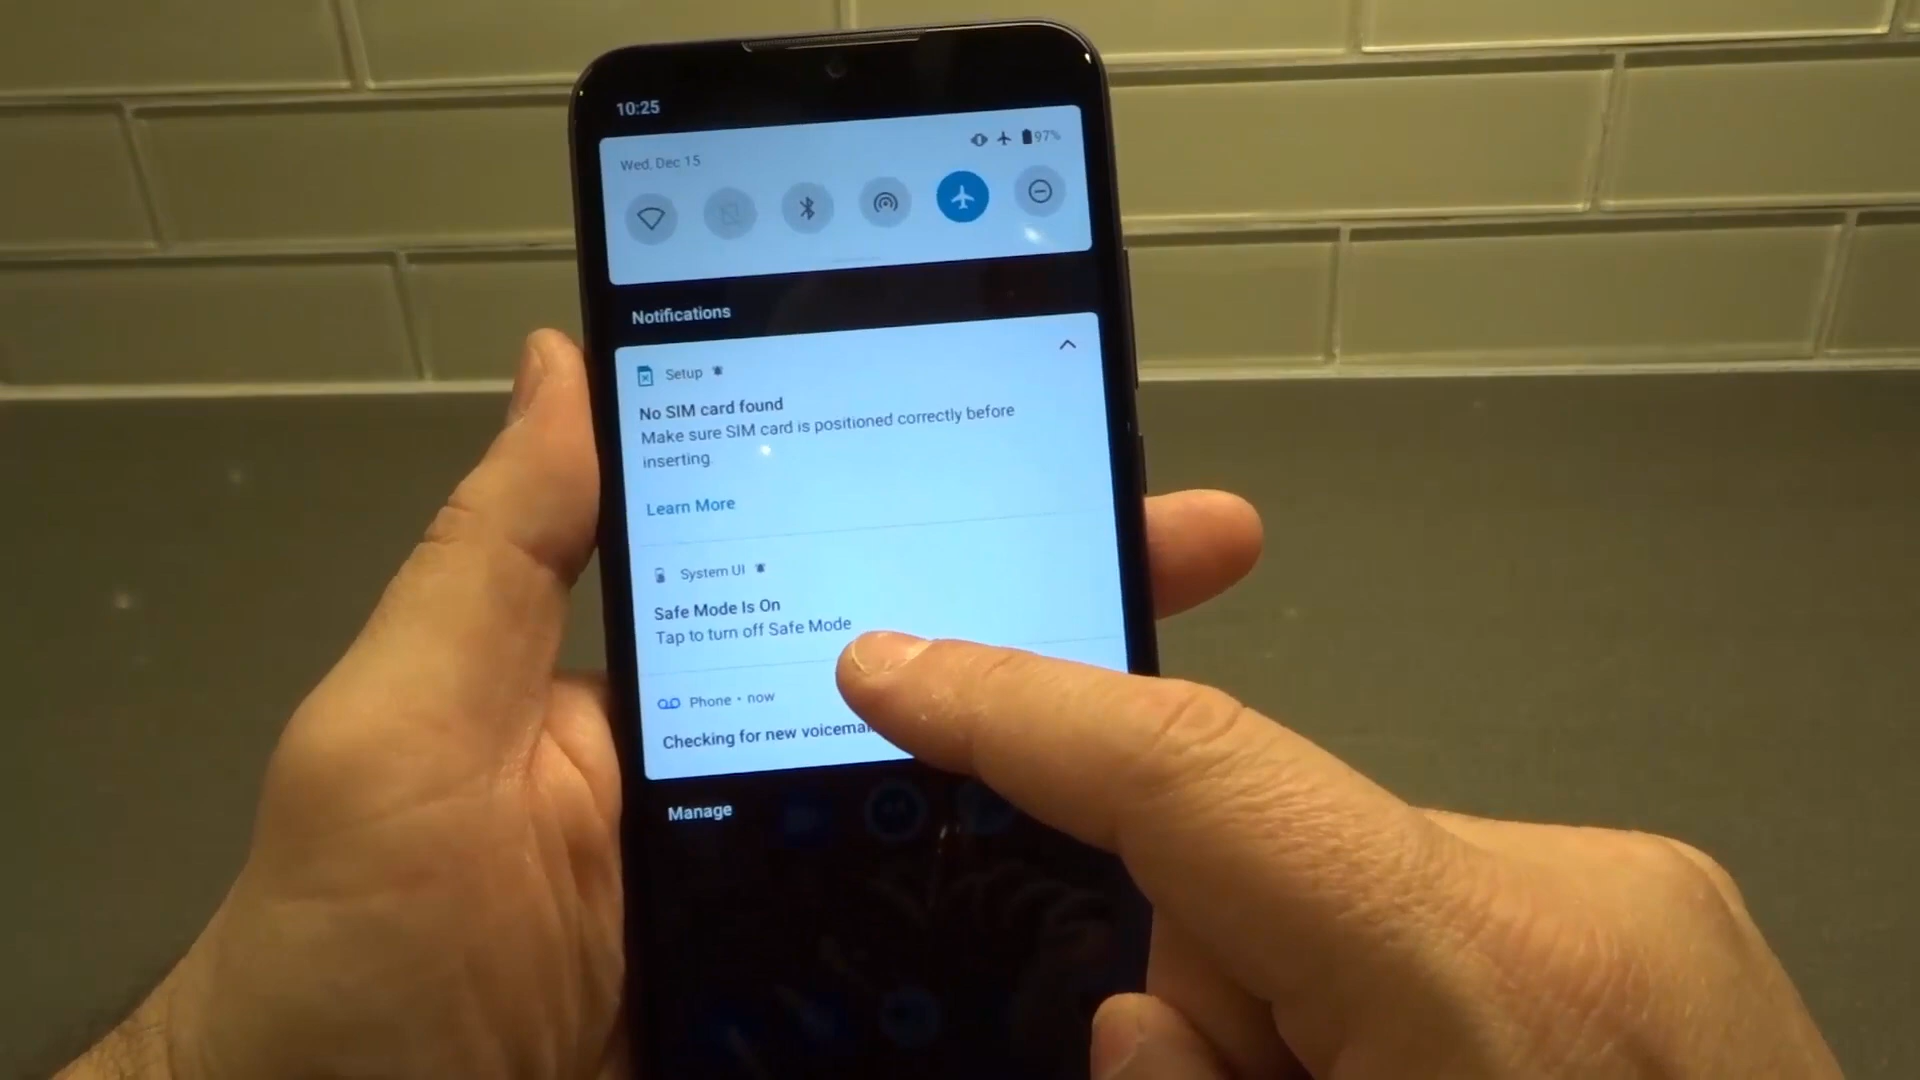 10:25
97%
Wed, Dec 15
Notifications
Setup
No SIM card found
Make sure SIM card is positioned correctly before
inserting.
Learn More
System UI
Safe Mode Is On
Tap to turn off Safe Mode
Phone • now
Checking for new voicemai
Manage